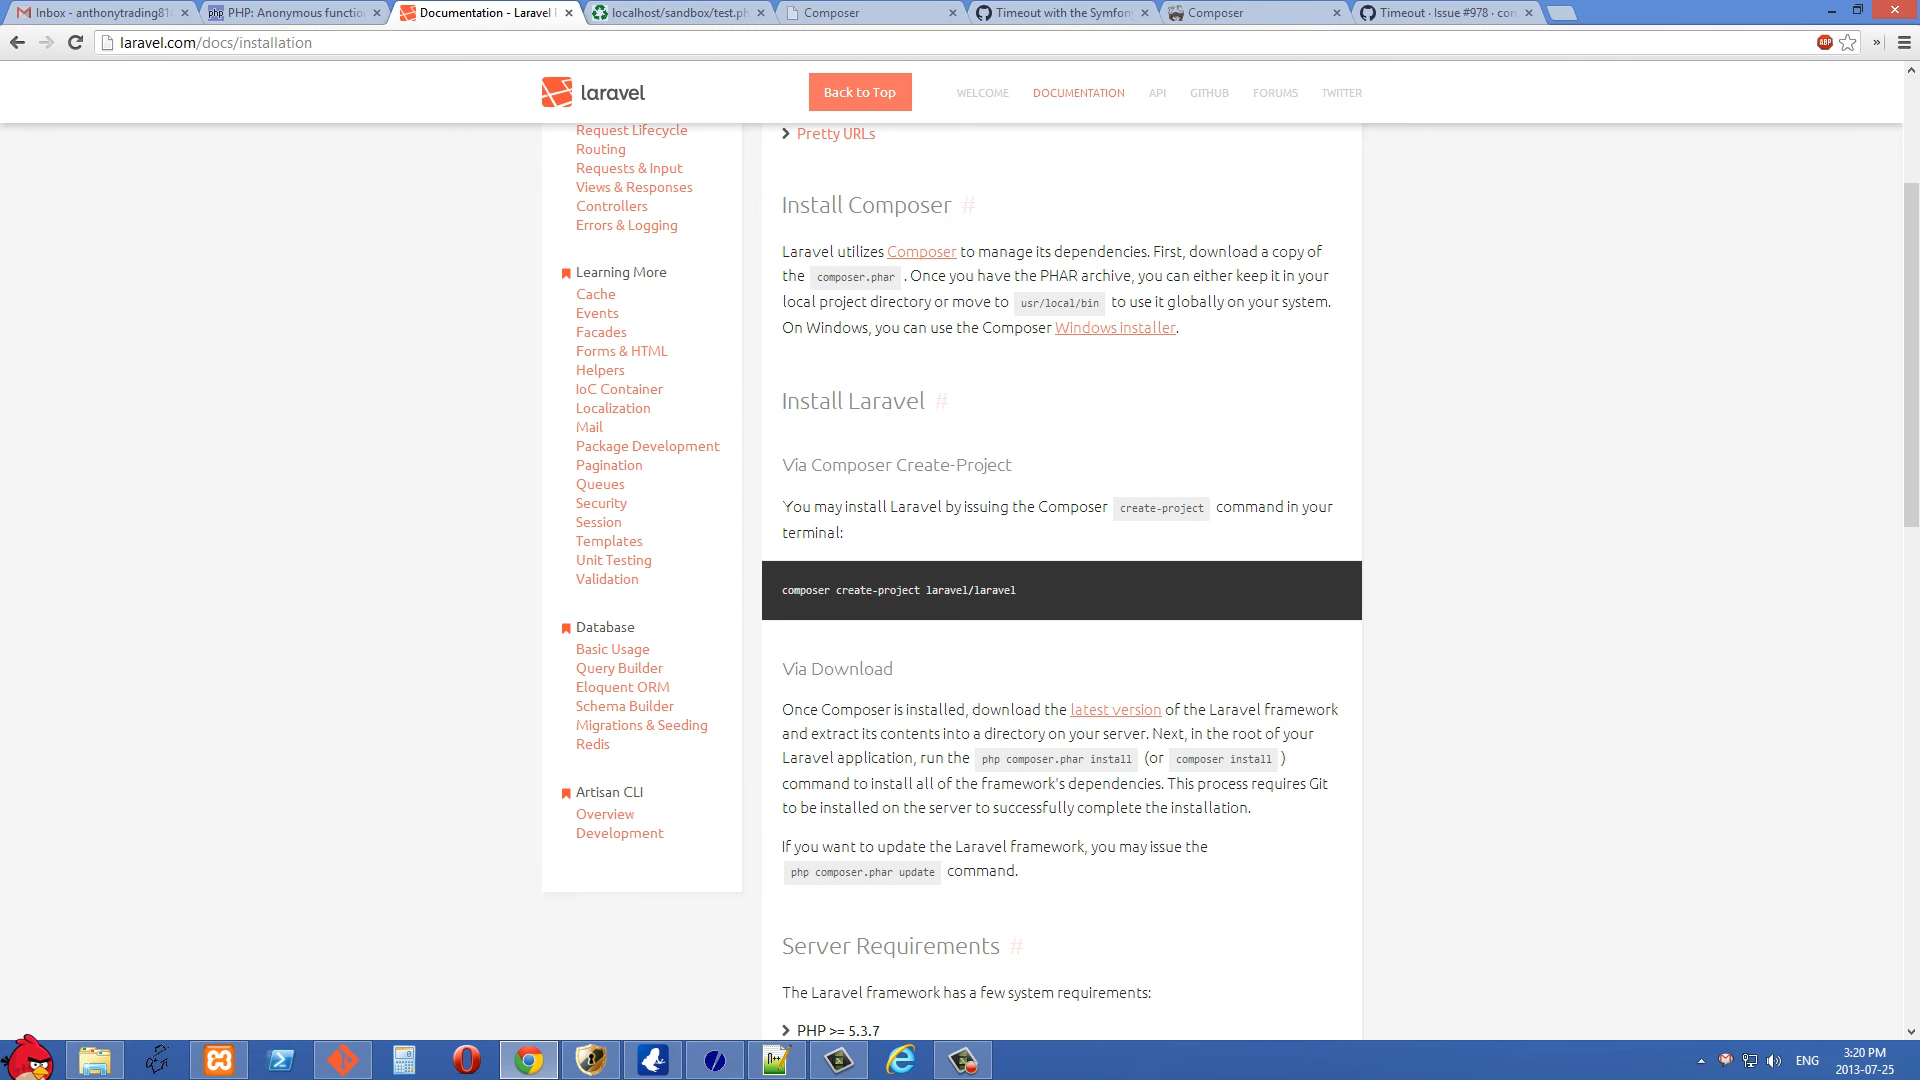 Inbox - anthonytrading81
PHP: Anonymous functio
Documentation - Laravel
localhost/sandbox/test.ph
Composer
Timeout with the Symfon
Composer
Timeout · Issue #978 · con
laravel.com/docs/installation
ABP
laravel
Back to Top
WELCOME
DOCUMENTATION
API
GITHUB
FORUMS
TWITTER
Request Lifecycle
Routing
Requests & Input
Views & Responses
Controllers
Errors & Logging
Learning More
Cache
Events
Facades
Forms & HTML
Helpers
IoC Container
Localization
Mail
Package Development
Pagination
Queues
Security
Session
Templates
Unit Testing
Validation
Database
Basic Usage
Query Builder
Eloquent ORM
Schema Builder
Migrations & Seeding
Redis
Artisan CLI
Overview
Development
Pretty URLs
Install Composer #
Laravel utilizes Composer to manage its dependencies. First, download a copy of
the composer.phar . Once you have the PHAR archive, you can either keep it in your
local project directory or move to usr/local/bin to use it globally on your system.
On Windows, you can use the Composer Windows installer.
Install Laravel #
Via Composer Create-Project
You may install Laravel by issuing the Composer create-project command in your
terminal:
composer create-project laravel/laravel
Via Download
Once Composer is installed, download the latest version of the Laravel framework
and extract its contents into a directory on your server. Next, in the root of your
Laravel application, run the php composer.phar install (or composer install )
command to install all of the framework's dependencies. This process requires Git
to be installed on the server to successfully complete the installation.
If you want to update the Laravel framework, you may issue the
php composer.phar update command.
Server Requirements #
The Laravel framework has a few system requirements:
PHP >= 5.3.7
ENG
3:20 PM
2013-07-25